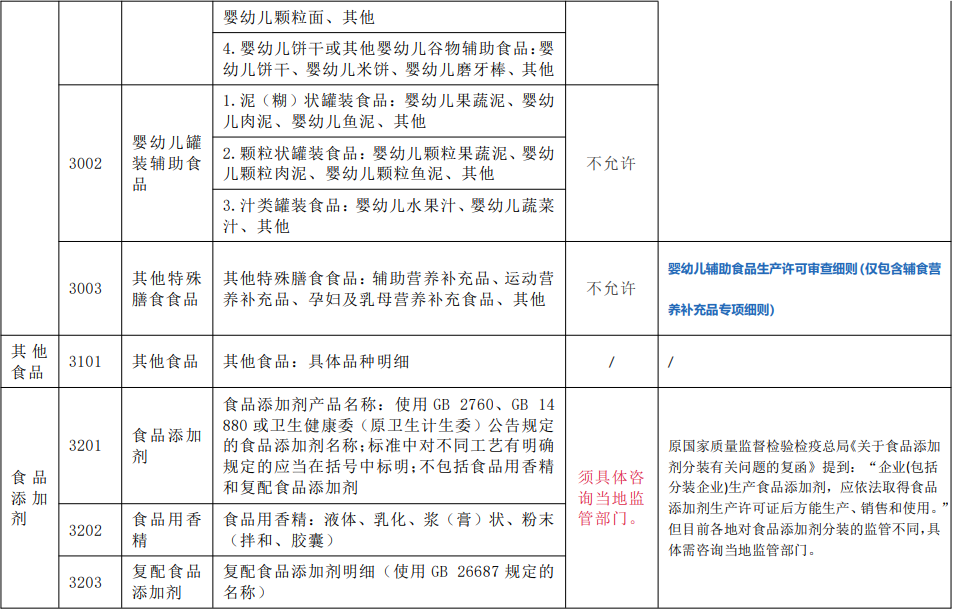 婴幼儿颗粒面、其他
4.婴幼儿饼干或其他婴幼儿谷物辅助食品：婴
幼儿饼干、婴幼儿米饼、婴幼儿磨牙棒、其他
3002
婴幼儿罐
装辅助食
品
1.泥（糊）状罐装食品：婴幼儿果蔬泥、婴幼
儿肉泥、婴幼儿鱼泥、其他
2.颗粒状罐装食品：婴幼儿颗粒果蔬泥、婴幼
儿颗粒肉泥、婴幼儿颗粒鱼泥、其他
3.汁类罐装食品：婴幼儿水果汁、婴幼儿蔬菜
汁、其他
不允许
3003
其他特殊
膳食食品
其他特殊膳食食品：辅助营养补充品、运动营
养补充品、孕妇及乳母营养补充食品、其他
不允许
婴幼儿辅助食品生产许可审查细则(仅包含辅食营
养补充品专项细则)
其他
食品
3101
其他食品
其他食品：具体品种明细
/
/
食品
添加
剂
3201
食品添加
剂
食品添加剂产品名称：使用GB 2760、GB 14
880或卫生健康委（原卫生计生委）公告规定
的食品添加剂名称;标准中对不同工艺有明确
规定的应当在括号中标明;不包括食品用香精
和复配食品添加剂
3202
食品用香
精
食品用香精：液体、乳化、浆（膏）状、粉末
（拌和、胶囊）
3203
复配食品
添加剂
复配食品添加剂明细（使用GB 26687规定的
名称）
须具体咨
询当地监
管部门。
原国家质量监督检验检疫总局《关于食品添加
剂分装有关问题的复函》提到：“企业(包括
分装企业)生产食品添加剂，应依法取得食品
添加剂生产许可证后方能生产、销售和使用。”
但目前各地对食品添加剂分装的监管不同,具
体需咨询当地监管部门。